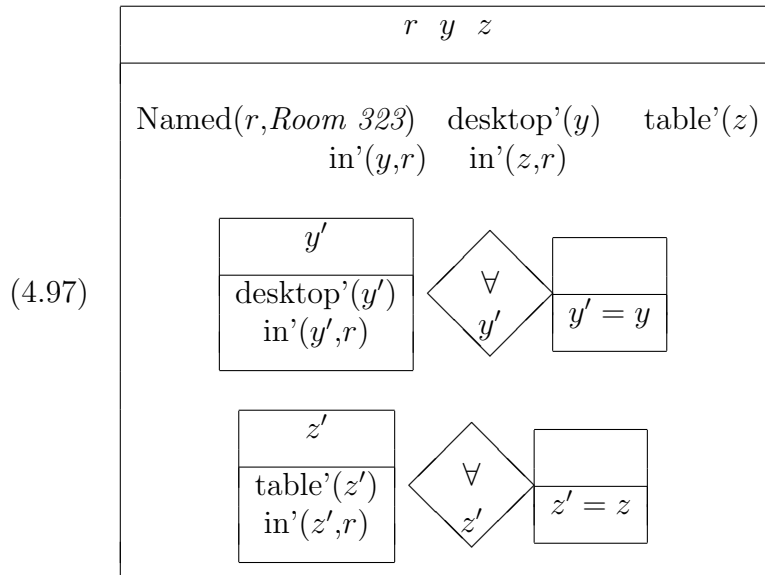 r y z
Named(r,Room 323) desktop'(y) table'(z)
in'(y,r) in'(z,r)
y′
∀
(4.97)
desktop'(y′)
y′ = y
in'(y′,r)
y′
z′
∀
table'(z′)
z′ = z
in'(z′,r)
z′